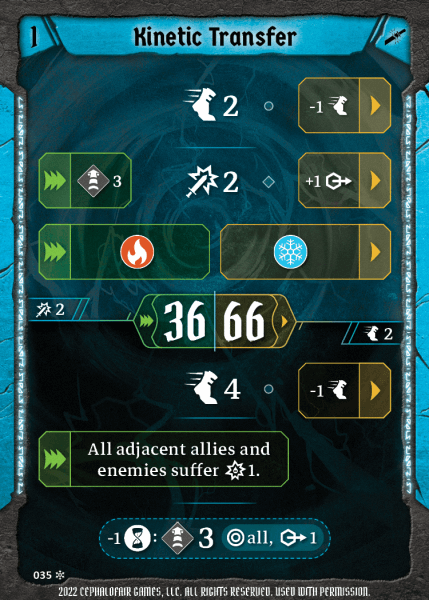 1 Kinetic Transfer
2 -1
3 2 +1
2 36 66 2
4 -1
All adjacent allies and
enemies suffer 1.
-1 : 3 all, 1
035
2022 CEPHALOFAIR GAMES, LLC. ALL RIGHTS RESERVED. USED WITH PERMISSION.